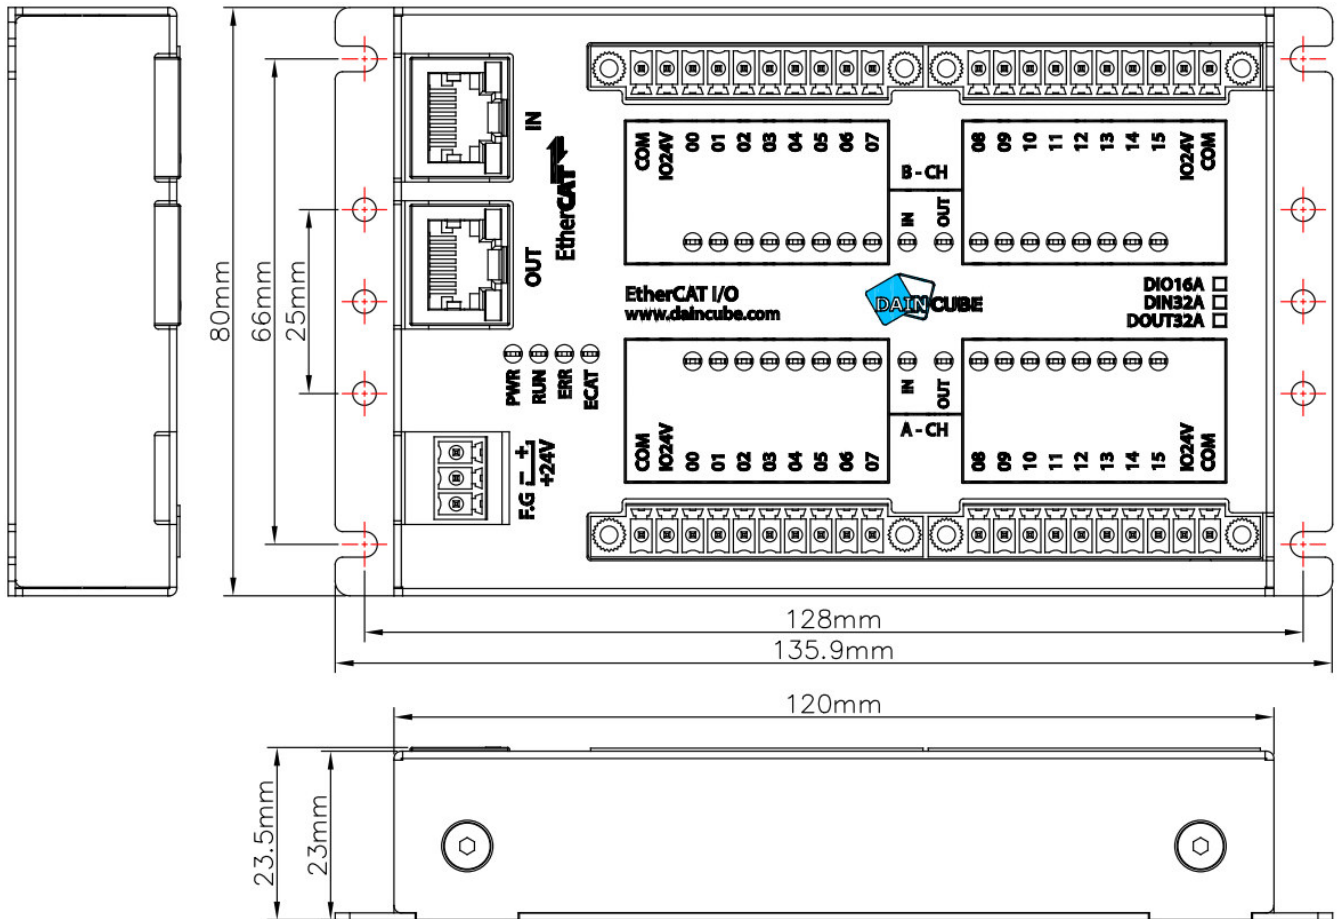 IN
EtherCAT
OUT
COM IO24V 00 01 02 03 04 05 06 07
B - CH
IN OUT
08 09 10 11 12 13 14 15 IO24V COM
EtherCAT I/O
www.daincube.com
DAIN CUBE
DIO16A
DIN32A
DOUT32A
80mm
66mm
25mm
PWR RUN ERR ECAT
IN OUT
A - CH
COM IO24V 00 01 02 03 04 05 06 07
08 09 10 11 12 13 14 15 IO24V COM
F.G − +
+24V
128mm
135.9mm
120mm
23.5mm
23mm